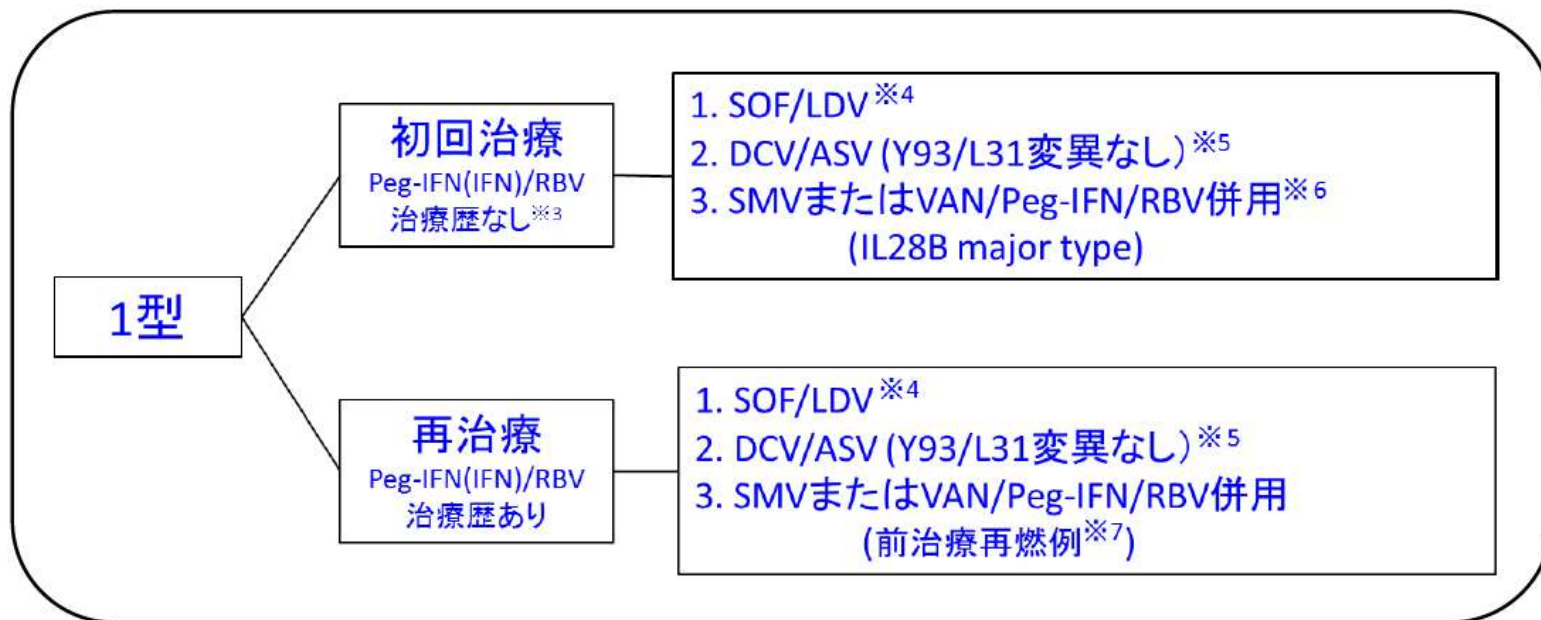 1型
初回治療
Peg-IFN(IFN)/RBV
治療歴なし※3
1. SOF/LDV※4
2. DCV/ASV (Y93/L31変異なし)※5
3. SMVまたはVAN/Peg-IFN/RBV併用※6
(IL28B major type)
再治療
Peg-IFN(IFN)/RBV
治療歴あり
1. SOF/LDV※4
2. DCV/ASV (Y93/L31変異なし)※5
3. SMVまたはVAN/Peg-IFN/RBV併用
(前治療再燃例※7)